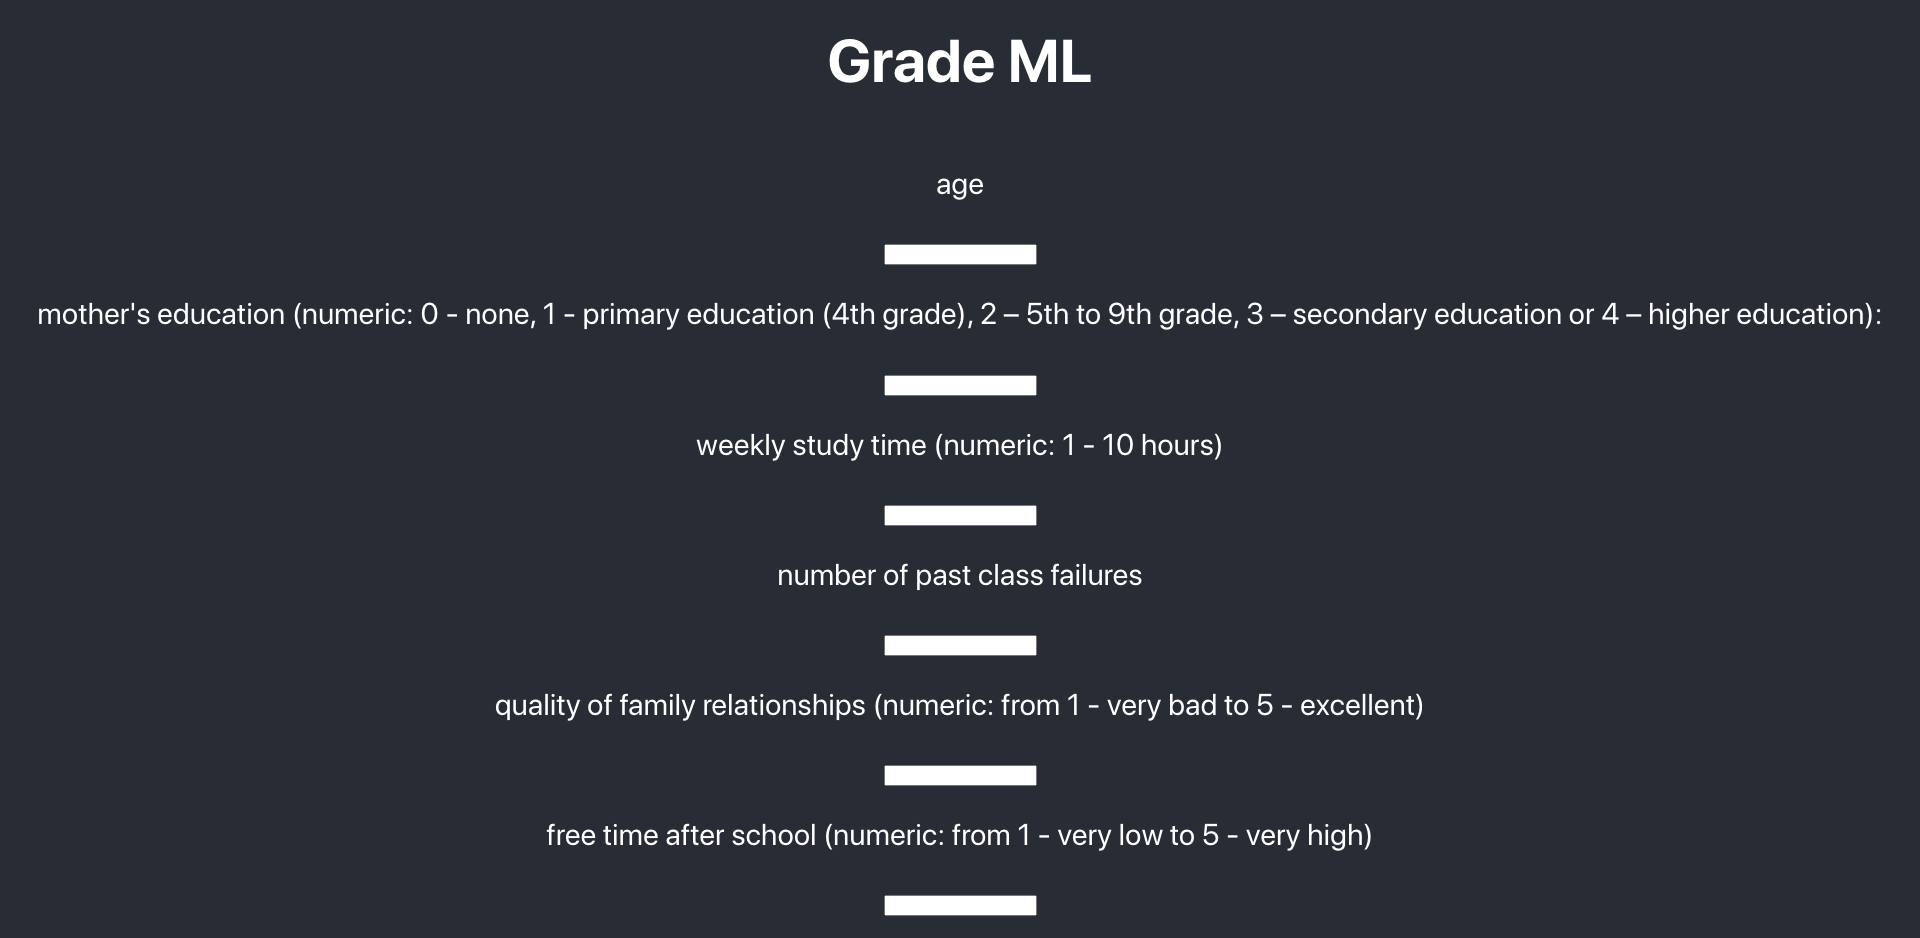 Grade ML
age
mother's education (numeric: 0 - none, 1 - primary education (4th grade), 2 – 5th to 9th grade, 3 – secondary education or 4 – higher education):
weekly study time (numeric: 1 - 10 hours)
number of past class failures
quality of family relationships (numeric: from 1 - very bad to 5 - excellent)
free time after school (numeric: from 1 - very low to 5 - very high)